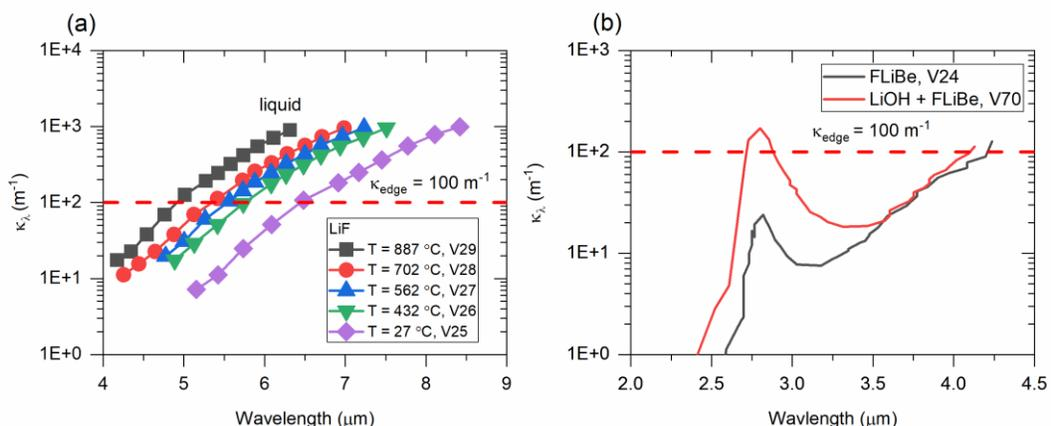 (a)
1E+4
1E+3
1E+2
1E+1
1E+0
κλ (m⁻¹)
liquid
κedge = 100 m⁻¹
LiF
T = 887 °C, V29
T = 702 °C, V28
T = 562 °C, V27
T = 432 °C, V26
T = 27 °C, V25
4 5 6 7 8 9
Wavelength (μm)
(b)
1E+3
1E+2
1E+1
1E+0
κλ (m⁻¹)
FLiBe, V24
LiOH + FLiBe, V70
κedge = 100 m⁻¹
2.0 2.5 3.0 3.5 4.0 4.5
Wavelength (μm)